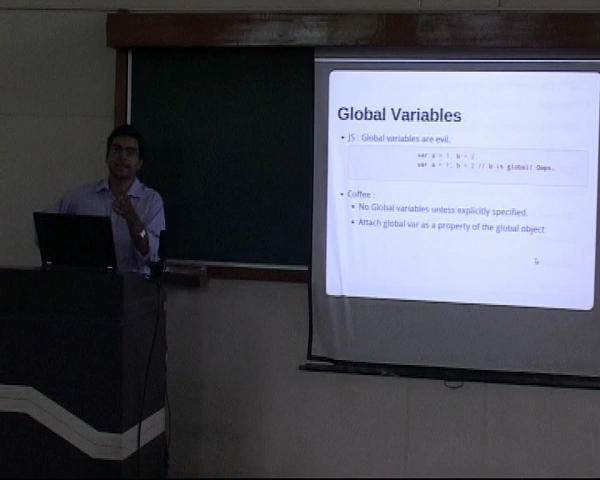 Global Variables
• JS : Global variables are evil.
var a = 1, b = 2
var a = 1; b = 2 // b is global! Oops.
• Coffee :
• No Global variables unless explicitly specified.
• Attach global var as a property of the global object